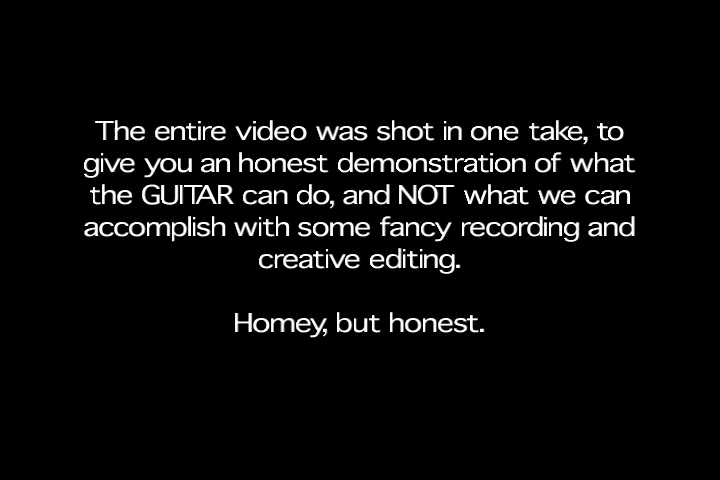 The entire video was shot in one take, to
give you an honest demonstration of what
the GUITAR can do, and NOT what we can
accomplish with some fancy recording and
creative editing.
Homey, but honest.